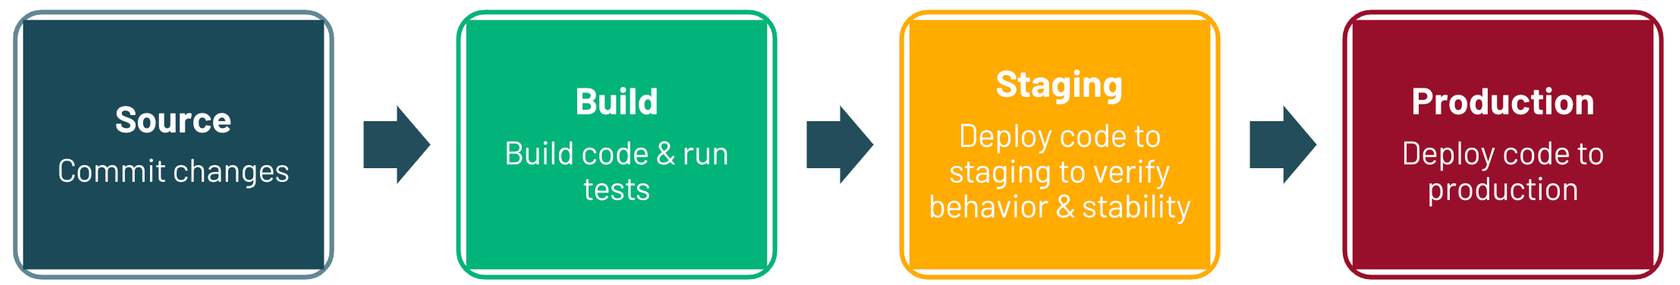 Source
Commit changes
Build
Build code & run
tests
Staging
Deploy code to
staging to verify
behavior & stability
Production
Deploy code to
production